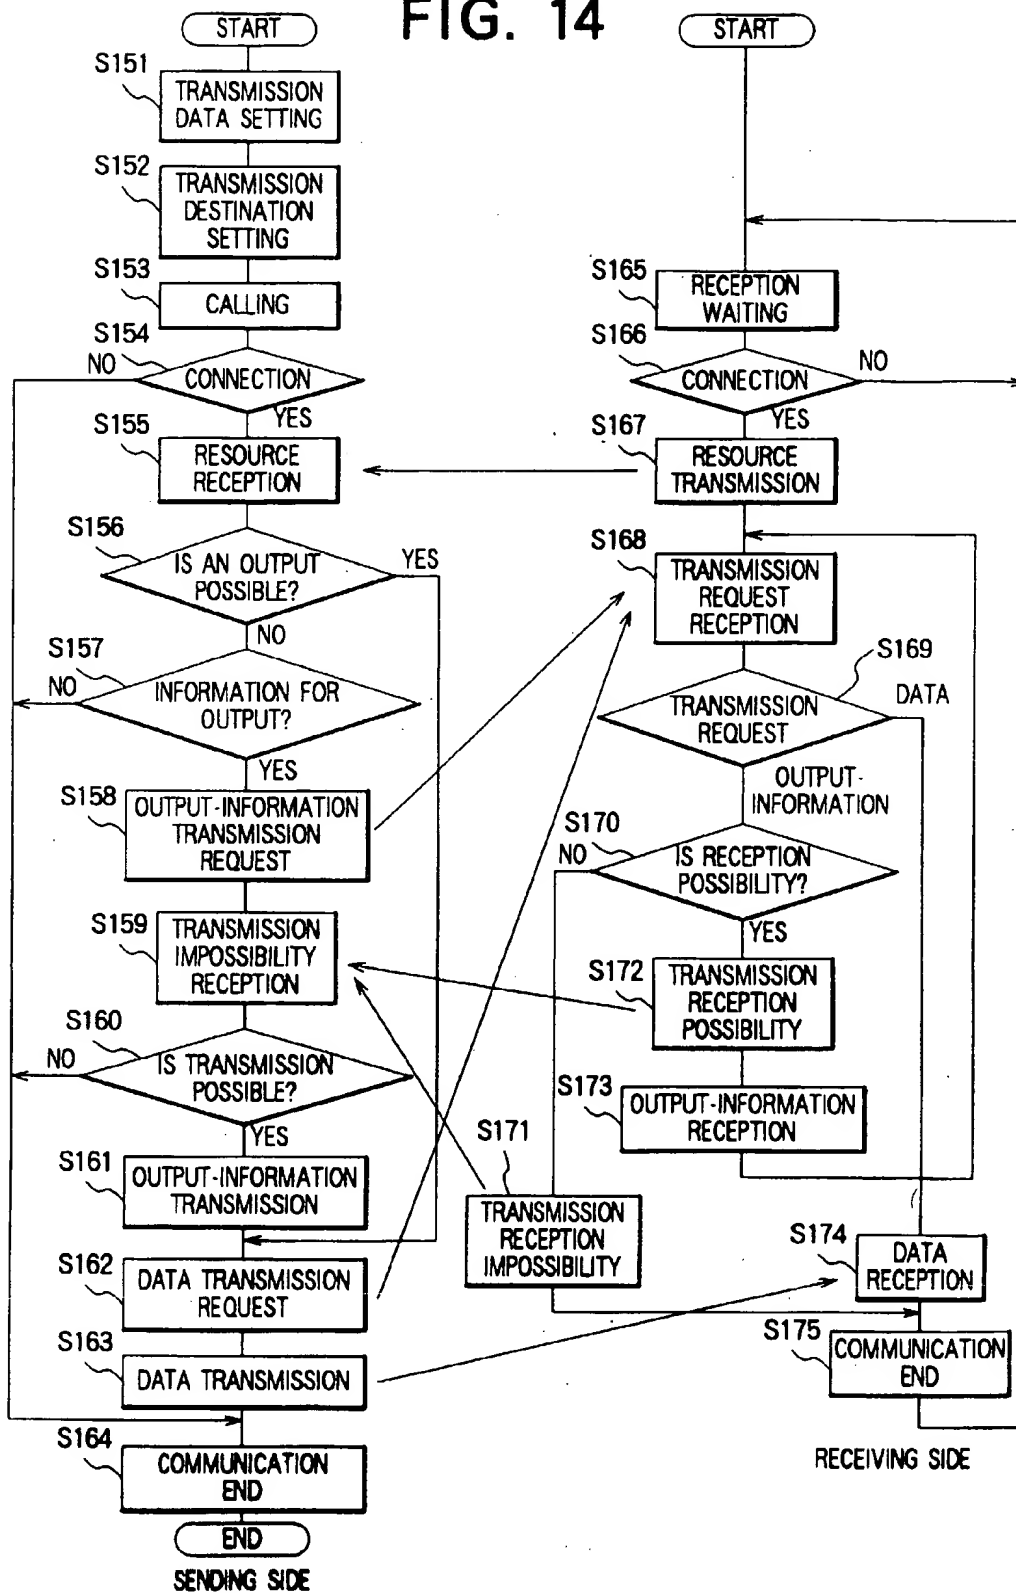 FIG. 14
START
S151
TRANSMISSION
DATA SETTING
S152
TRANSMISSION
DESTINATION
SETTING
S153
CALLING
S154
NO
CONNECTION
YES
S155
RESOURCE
RECEPTION
S156
IS AN OUTPUT
POSSIBLE?
YES
NO
S157
NO
INFORMATION FOR
OUTPUT?
YES
S158
OUTPUT-INFORMATION
TRANSMISSION
REQUEST
S159
TRANSMISSION
IMPOSSIBILITY
RECEPTION
S160
NO
IS TRANSMISSION
POSSIBLE?
YES
S161
OUTPUT-INFORMATION
TRANSMISSION
S162
DATA TRANSMISSION
REQUEST
S163
DATA TRANSMISSION
S164
COMMUNICATION
END
END
SENDING SIDE
START
S165
RECEPTION
WAITING
S166
CONNECTION
NO
YES
S167
RESOURCE
TRANSMISSION
S168
TRANSMISSION
REQUEST
RECEPTION
S169
TRANSMISSION
REQUEST
DATA
OUTPUT-
INFORMATION
S170
NO
IS RECEPTION
POSSIBILITY?
YES
S172
TRANSMISSION
RECEPTION
POSSIBILITY
S173
OUTPUT-INFORMATION
RECEPTION
S171
TRANSMISSION
RECEPTION
IMPOSSIBILITY
S174
DATA
RECEPTION
S175
COMMUNICATION
END
RECEIVING SIDE